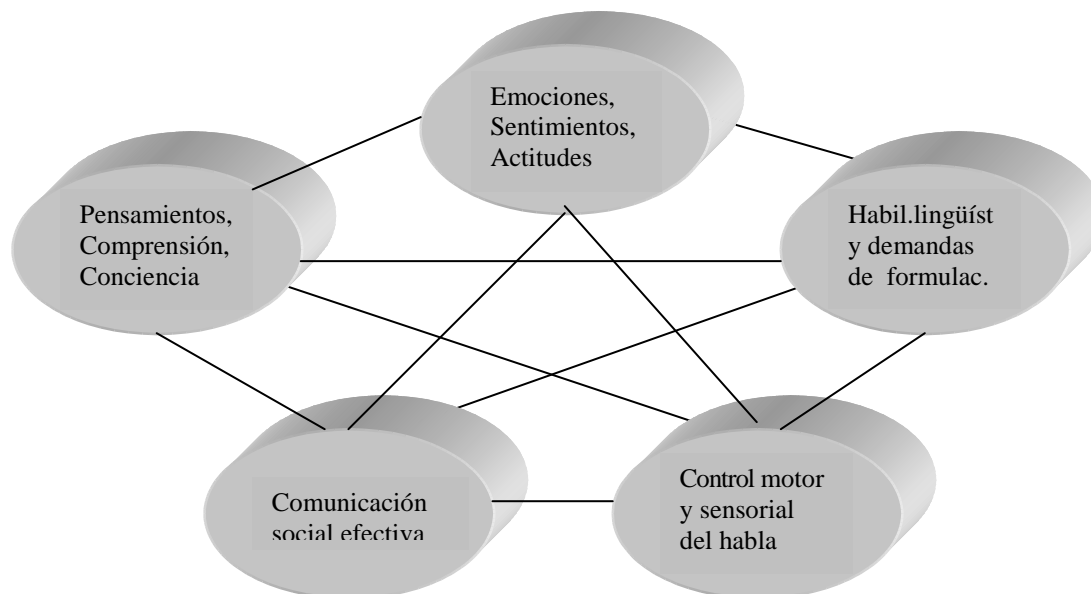 Emociones,
Sentimientos,
Actitudes
Pensamientos,
Comprensión,
Conciencia
Habil.lingüíst
y demandas
de formulac.
Comunicación
social efectiva
Control motor
y sensorial
del habla